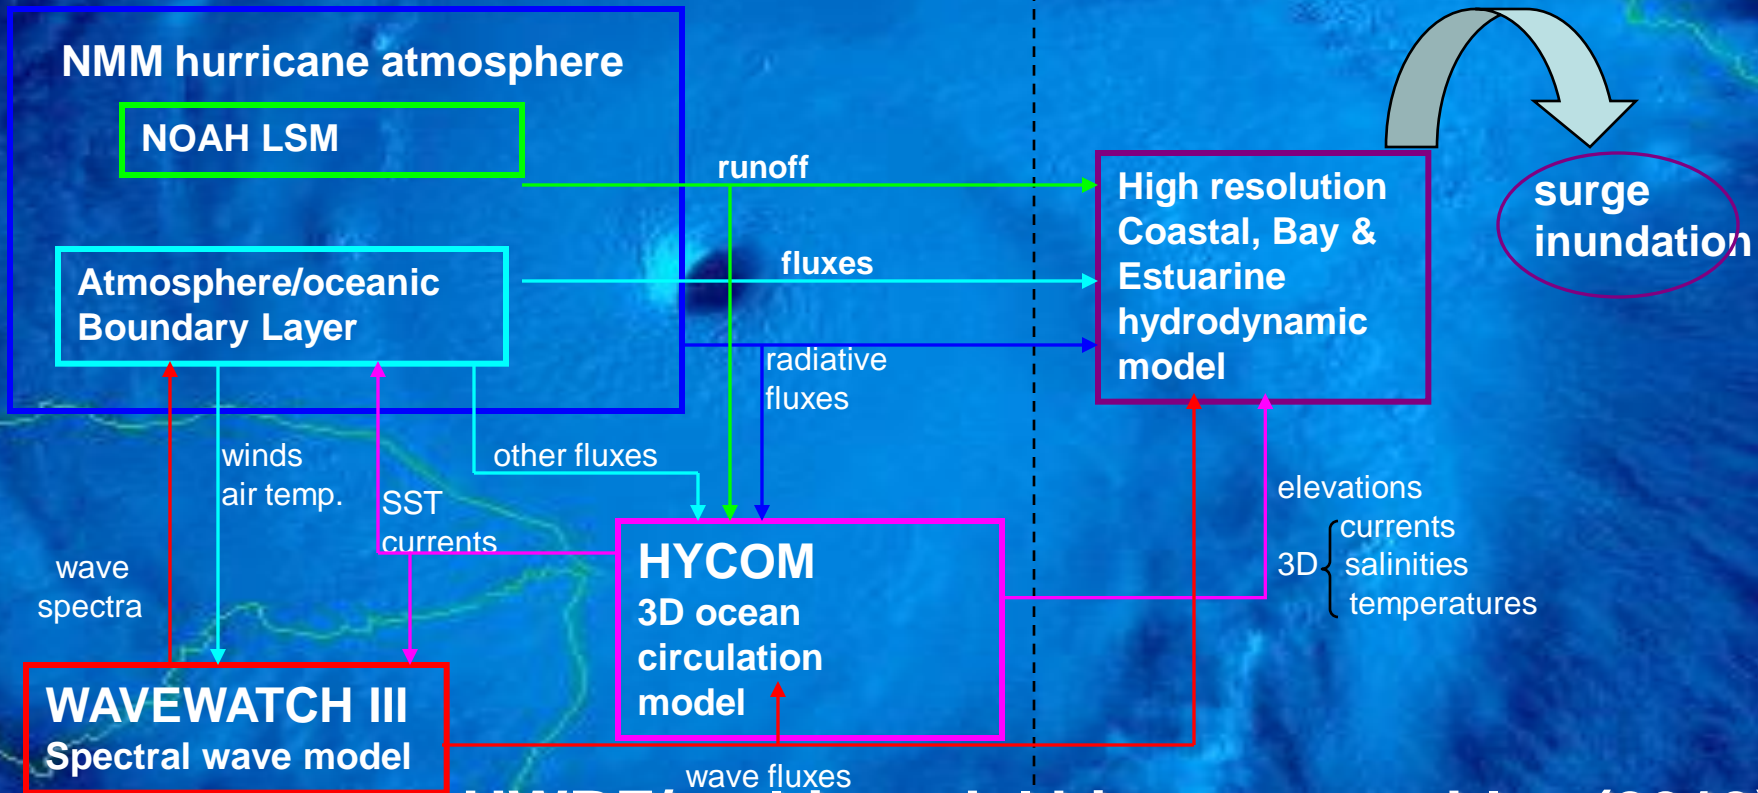 NMM hurricane atmosphere
NOAH LSM
runoff
High resolution
Coastal, Bay &
Estuarine
hydrodynamic
model
surge
inundation
Atmosphere/oceanic
Boundary Layer
fluxes
radiative
fluxes
winds
air temp.
other fluxes
SST
currents
wave
spectra
elevations
3D
currents
salinities
temperatures
HYCOM
3D ocean
circulation
model
WAVEWATCH III
Spectral wave model
wave fluxes